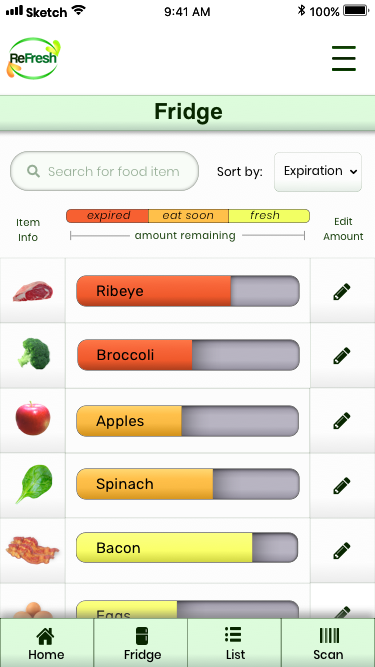 Sketch
9:41 AM
100%
ReFresh
Fridge
Search for food item
Sort by:
Expiration
Item
Info
expired
eat soon
fresh
amount remaining
Edit
Amount
Ribeye
Broccoli
Apples
Spinach
Bacon
Eggs
Home
Fridge
List
Scan